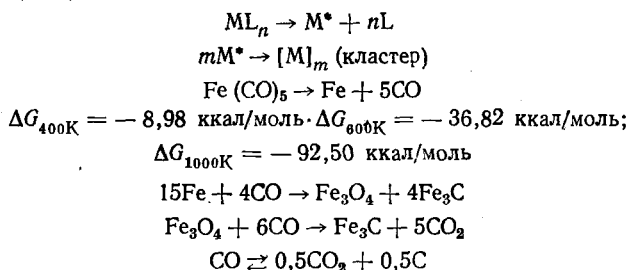 MLₙ → M* + nL
mM* → [M]ₘ (кластер)
Fe (CO)₅ → Fe + 5CO
ΔG₄₀₀K = — 8,98 ккал/моль·ΔG₆₀₀K = — 36,82 ккал/моль;
ΔG₁₀₀₀K = — 92,50 ккал/моль
15Fe + 4CO → Fe₃O₄ + 4Fe₃C
Fe₃O₄ + 6CO → Fe₃C + 5CO₂
CO ⇄ 0,5CO₂ + 0,5C